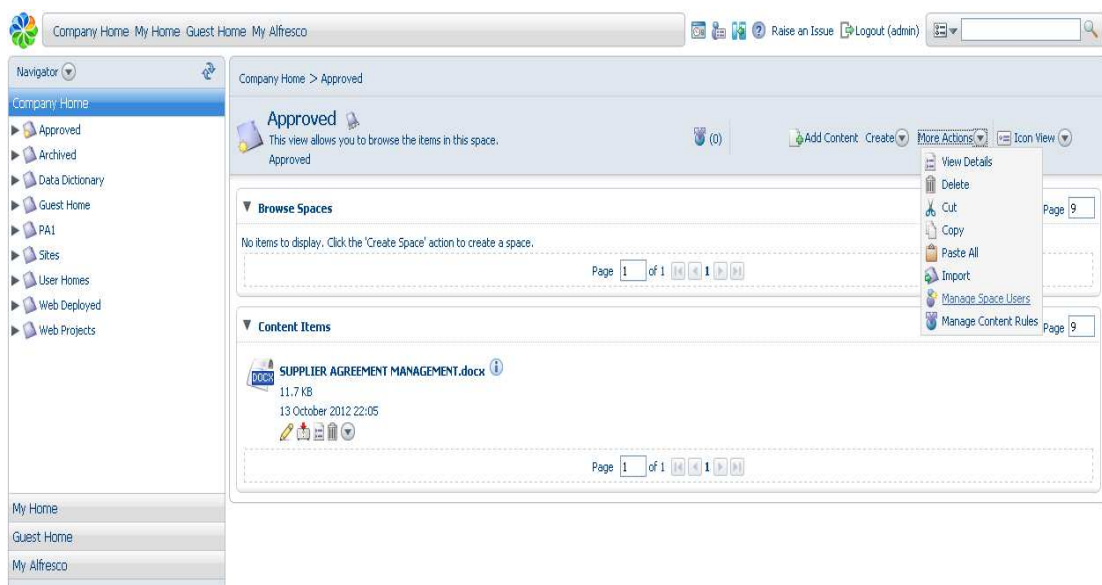 Company Home My Home Guest Home My Alfresco
Raise an Issue Logout (admin)
Navigator
Company Home > Approved
Company Home
Approved
Archived
Data Dictionary
Guest Home
PA1
Sites
User Homes
Web Deployed
Web Projects
Approved
This view allows you to browse the items in this space.
Approved
(0)
Add Content Create More Actions Icon View
View Details
Delete
Cut
Copy
Paste All
Import
Manage Space Users
Manage Content Rules
Browse Spaces
Page 9
No items to display. Click the 'Create Space' action to create a space.
Page 1 of 1 1
Content Items
Page 9
DOCX
SUPPLIER AGREEMENT MANAGEMENT.docx
11.7 KB
13 October 2012 22:05
Page 1 of 1 1
My Home
Guest Home
My Alfresco